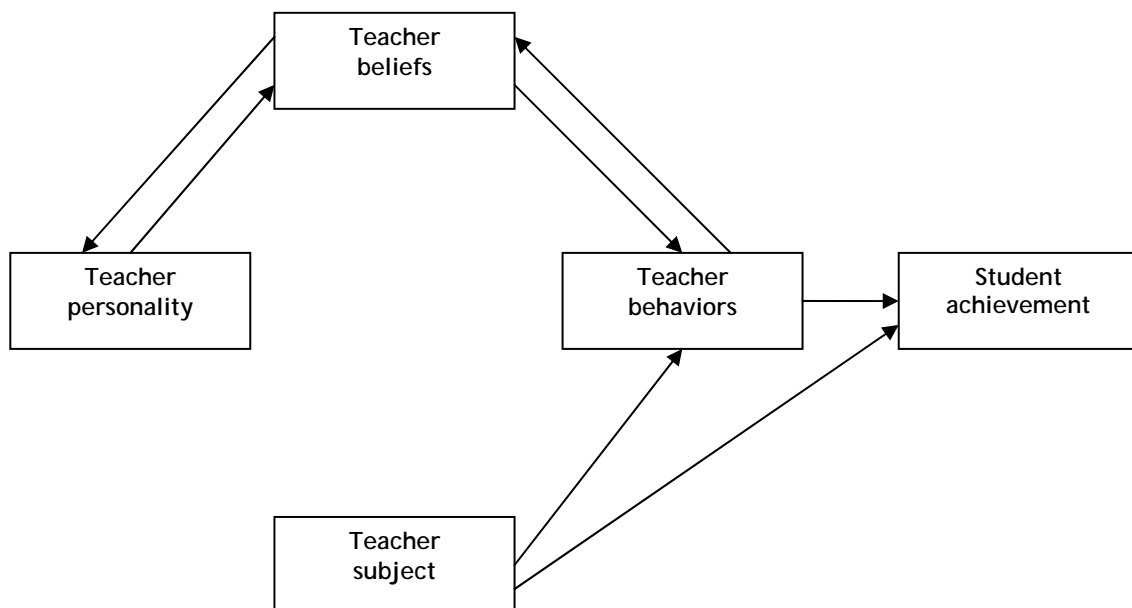 Teacher
beliefs
Teacher
personality
Teacher
behaviors
Student
achievement
Teacher
subject